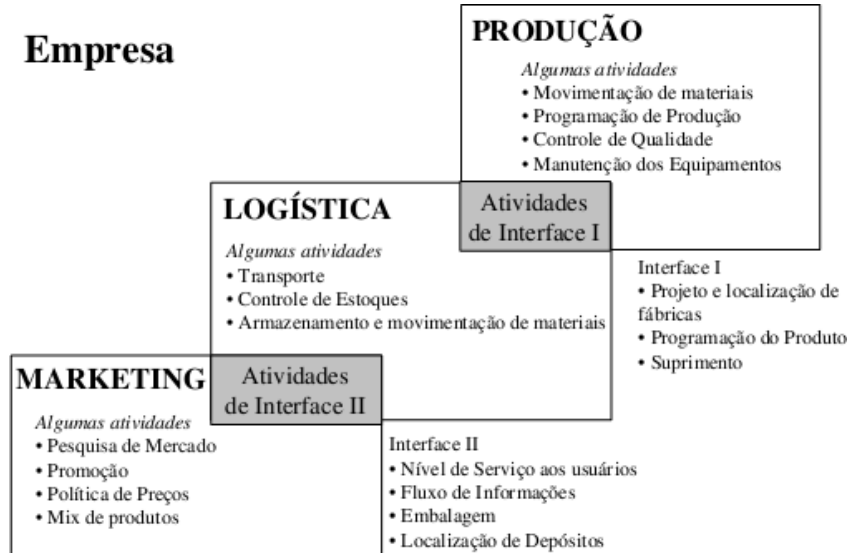 Empresa
PRODUÇÃO
Algumas atividades
• Movimentação de materiais
• Programação de Produção
• Controle de Qualidade
• Manutenção dos Equipamentos
Atividades
de Interface I
LOGÍSTICA
Algumas atividades
• Transporte
• Controle de Estoques
• Armazenamento e movimentação de materiais
Interface I
• Projeto e localização de
fábricas
• Programação do Produto
• Suprimento
MARKETING
Algumas atividades
• Pesquisa de Mercado
• Promoção
• Política de Preços
• Mix de produtos
Atividades
de Interface II
Interface II
• Nível de Serviço aos usuários
• Fluxo de Informações
• Embalagem
• Localização de Depósitos